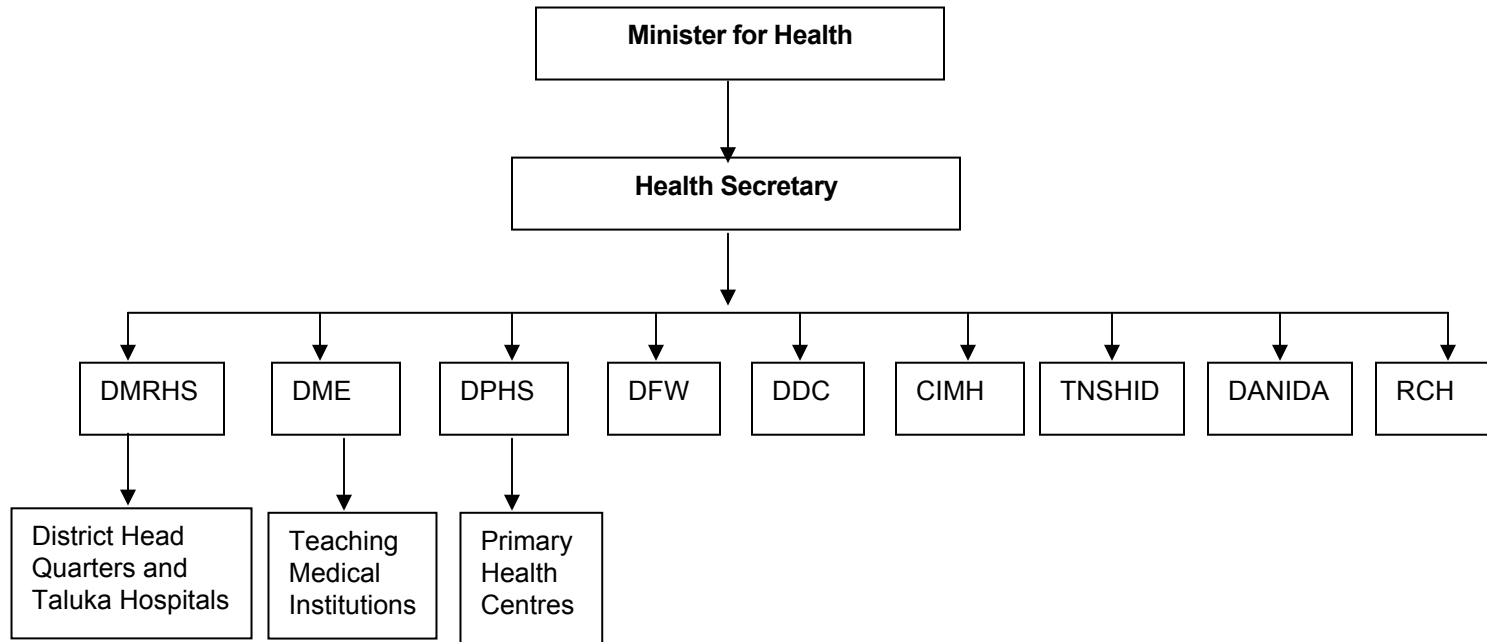 Minister for Health
Health Secretary
DMRHS
DME
DPHS
DFW
DDC
CIMH
TNSHID
DANIDA
RCH
District Head
Quarters and
Taluka Hospitals
Teaching
Medical
Institutions
Primary
Health
Centres